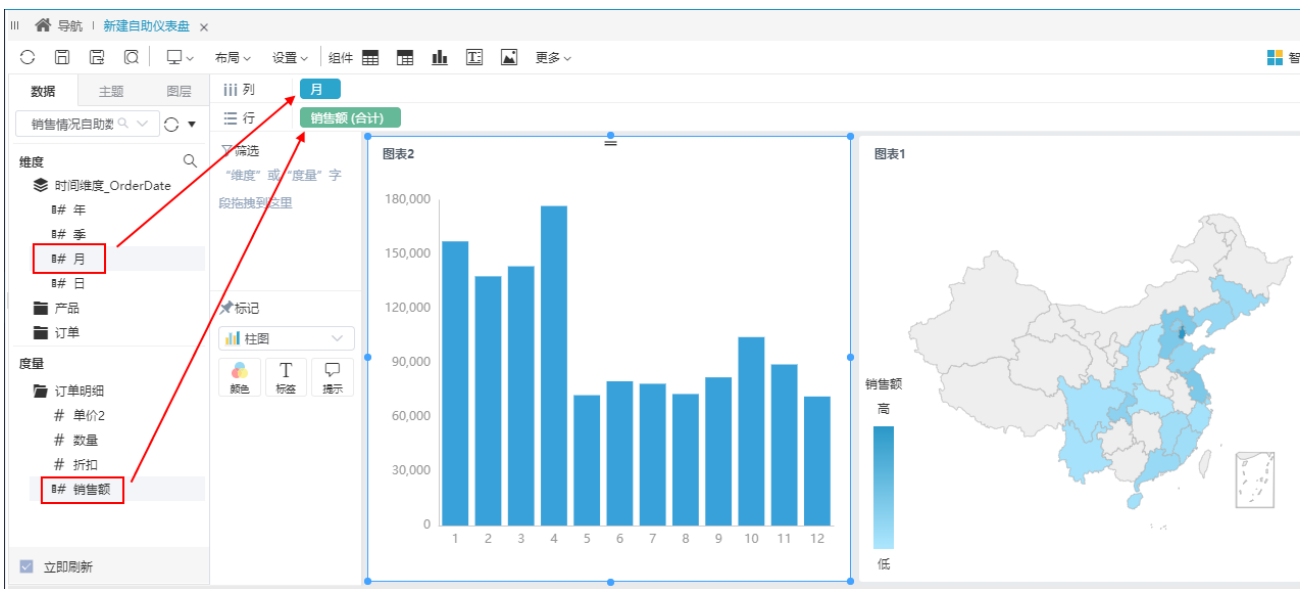 导航 新建自助仪表盘 ×
布局 设置 组件 更多 智
数据 主题 图层
销售情况自助数
维度
时间维度_OrderDate
# 年
# 季
# 月
# 日
产品
订单
度量
订单明细
# 单价2
# 数量
# 折扣
# 销售额
立即刷新
列 月
行 销售额 (合计)
筛选
“维度” 或 “度量” 字
段拖拽到这里
标记
柱图
颜色 标签 提示
图表2
180,000
150,000
120,000
90,000
60,000
30,000
0
1 2 3 4 5 6 7 8 9 10 11 12
图表1
销售额
高
低